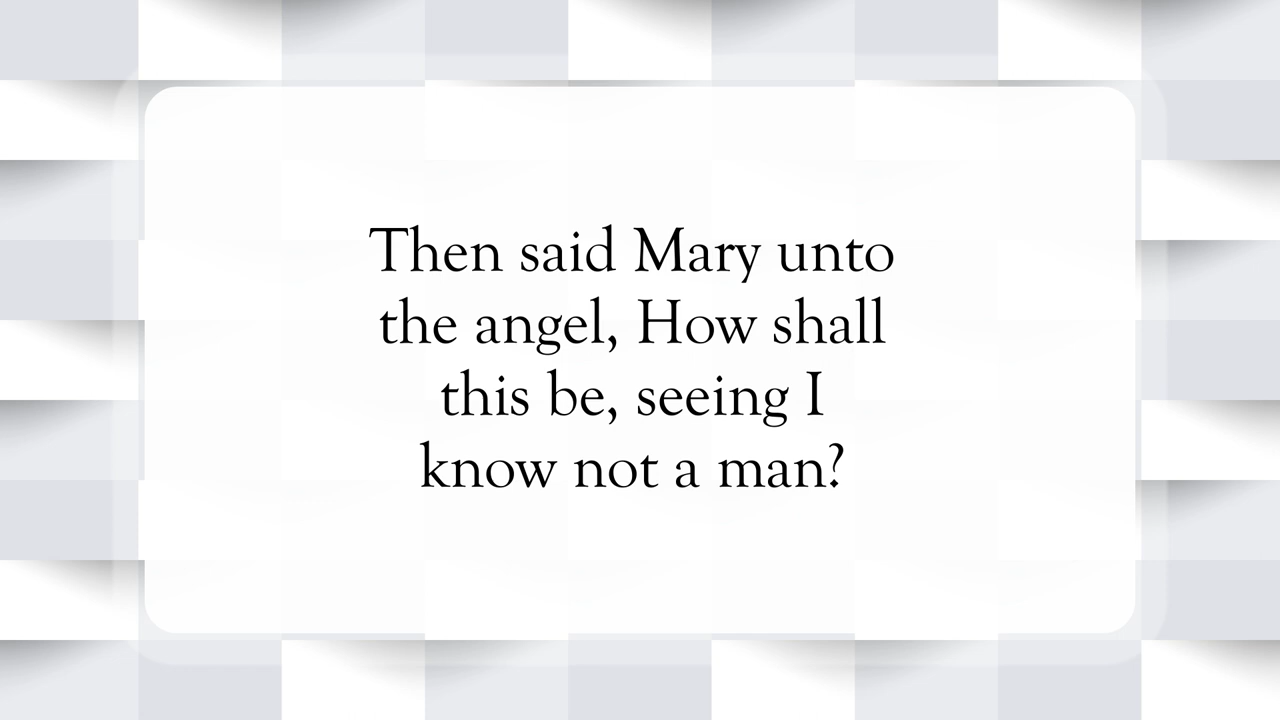 Then said Mary unto
the angel, How shall
this be, seeing I
know not a man?